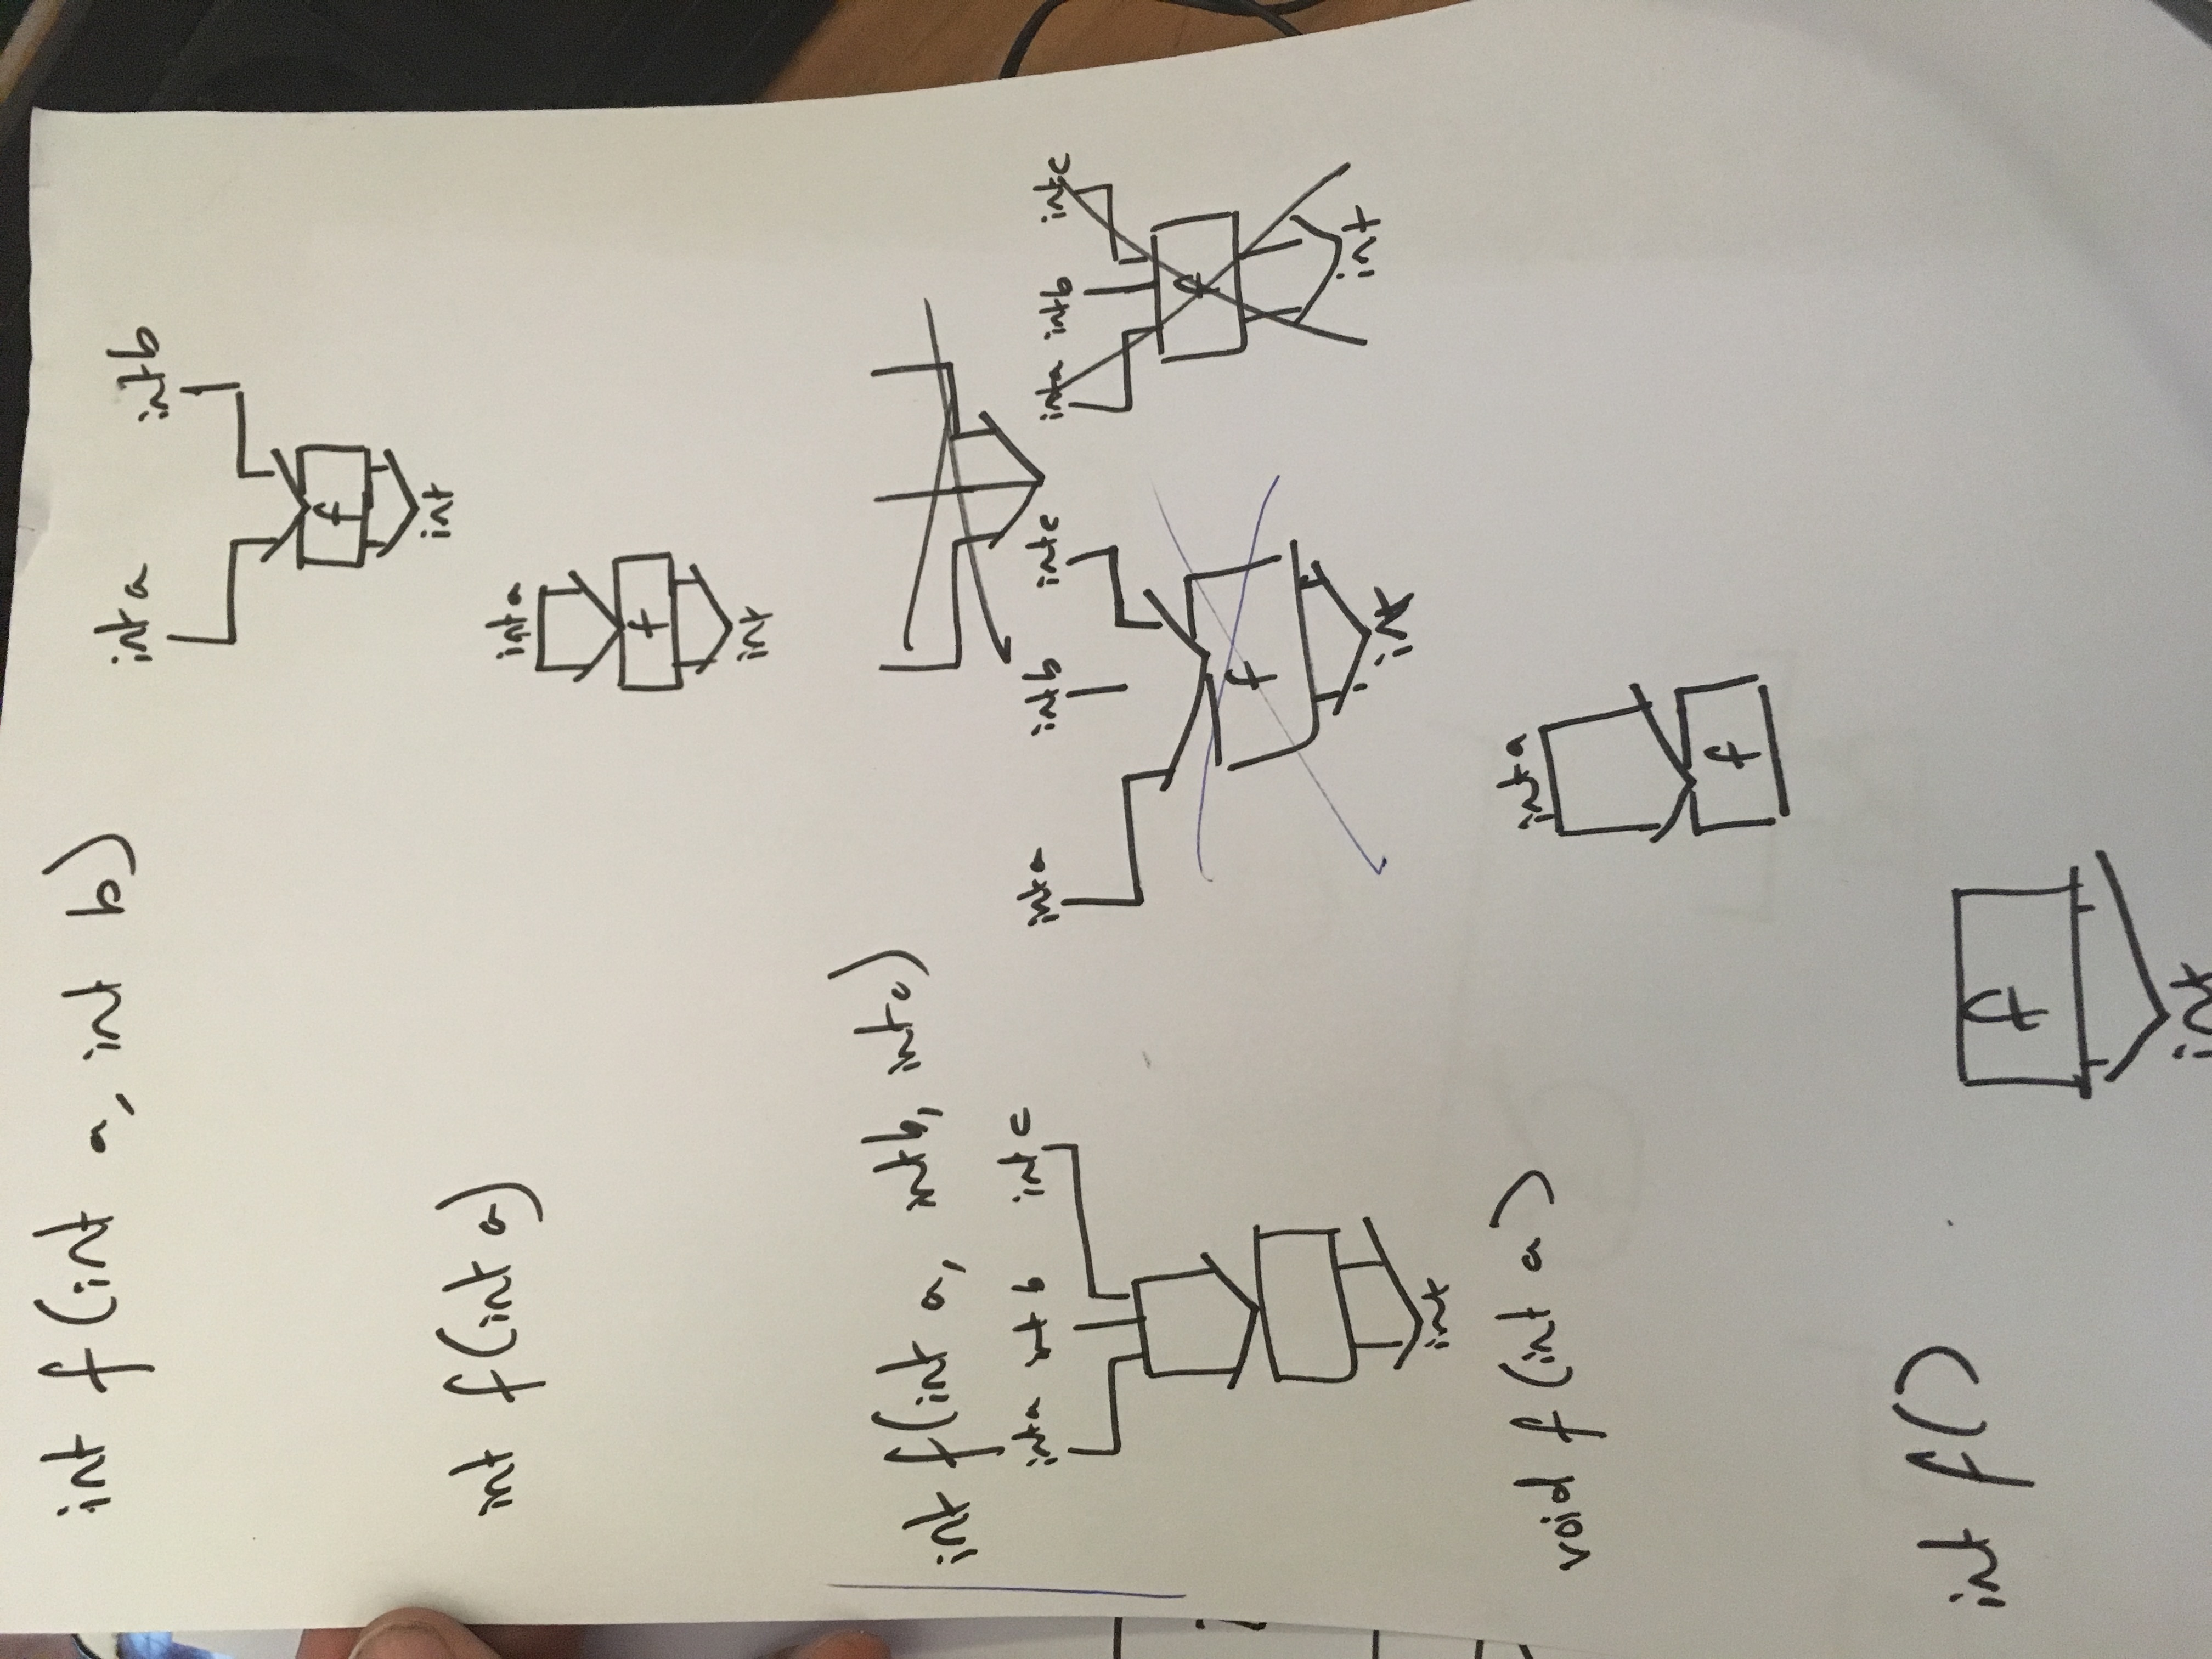 int f(int a, int b)
int a
int b
f
int
int f(int a)
int a
f
int
int f(int a, int b, int c)
int a int b int c
int
int a int b int c
f
int
int a int b int c
f
int
void f(int a)
int a
f
int f()
f
int